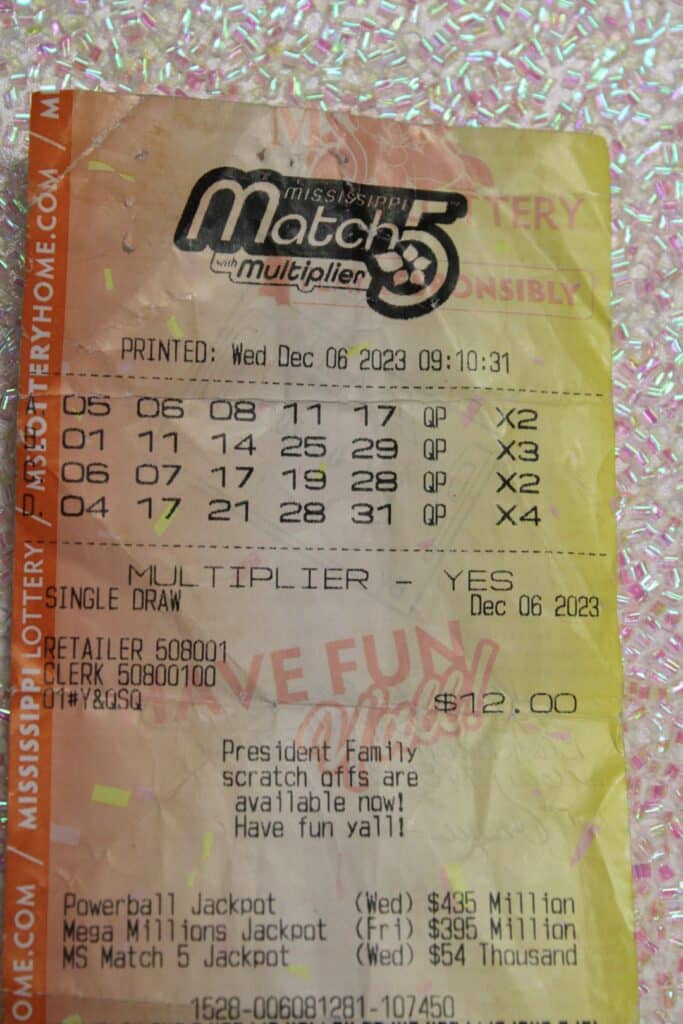 MISSISSIPPI
Match 5
with multiplier
LOTTERY
PRINTED: Wed Dec 06 2023 09:10:31
A. 05 06 08 11 17 QP X2
B. 01 11 14 25 29 QP X3
C. 06 07 17 19 28 QP X2
D. 04 17 21 28 31 QP X4
MULTIPLIER - YES
SINGLE DRAW Dec 06 2023
RETAILER 508001
CLERK 50800100
01#Y&QSQ $12.00
HAVE FUN
Y'all!
President Family
scratch offs are
available now!
Have fun yall!
Powerball Jackpot (Wed) $435 Million
Mega Millions Jackpot (Fri) $395 Million
MS Match 5 Jackpot (Wed) $54 Thousand
1528-006081281-107450
OME.COM / MISSISSIPPI LOTTERY / MSLOTTERYHOME.COM / MI